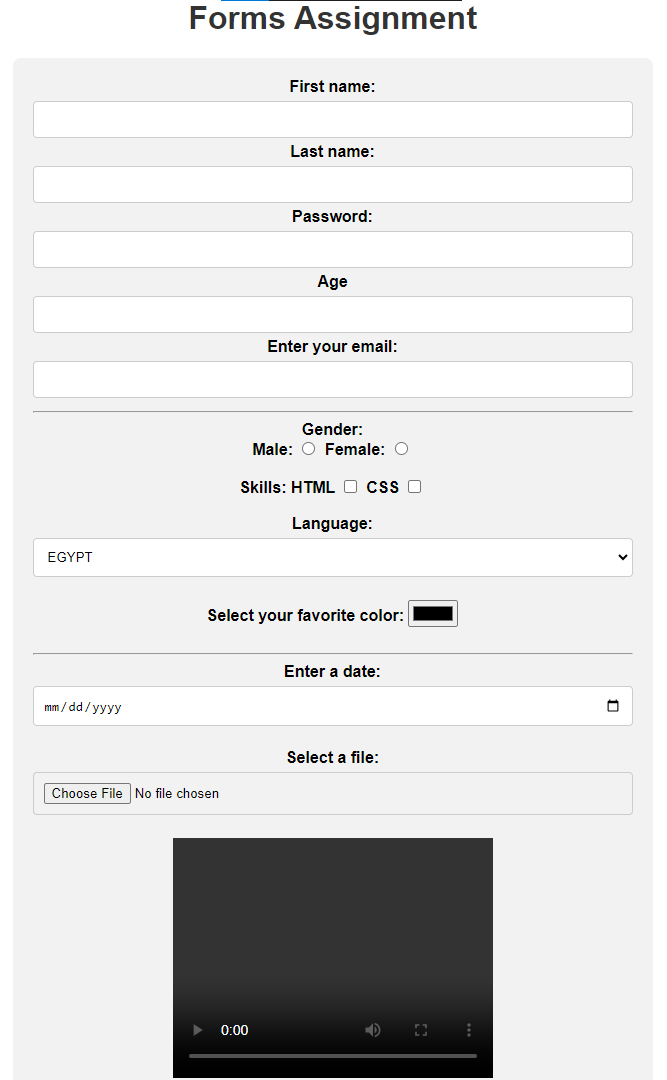 Forms Assignment
First name:
Last name:
Password:
Age
Enter your email:
Gender:
Male: Female:
Skills: HTML CSS
Language:
EGYPT
Select your favorite color:
Enter a date:
mm/dd/yyyy
Select a file:
Choose File No file chosen
0:00